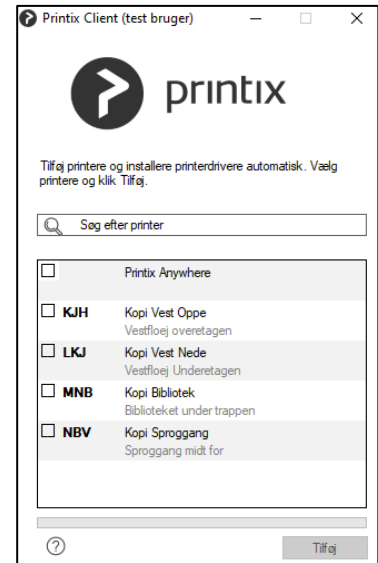 Printix Client (test bruger)
printix
Tilføj printere og installere printerdrivere automatisk. Vælg
printere og klik Tilføj.
Søg efter printer
Printix Anywhere
KJH Kopi Vest Oppe
Vestfloej overetagen
LKJ Kopi Vest Nede
Vestfloej Underetagen
MNB Kopi Bibliotek
Biblioteket under trappen
NBV Kopi Sproggang
Sproggang midt for
?
Tilføj